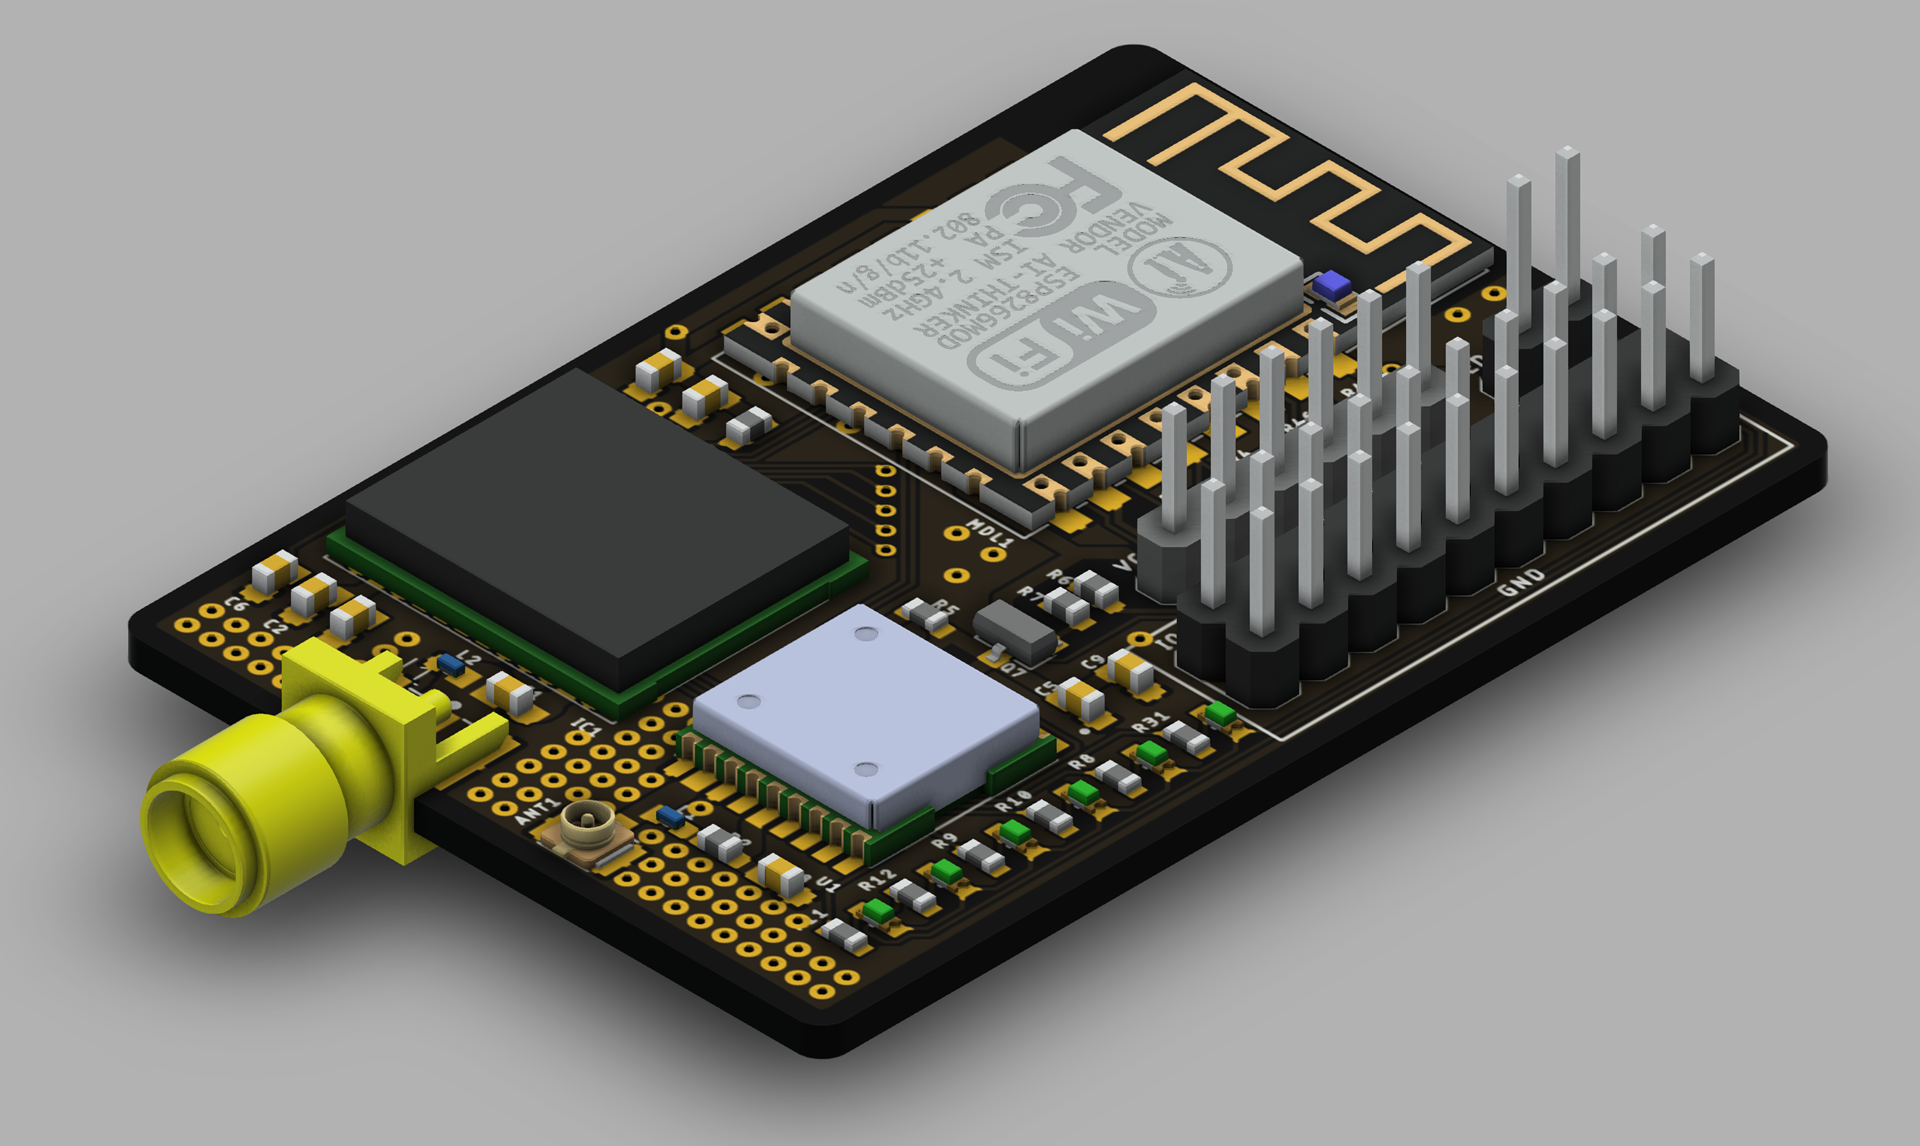 FC
MODEL
VENDOR
Ai
ESP8266MOD
AI-THINKER
ISM 2.4GHZ
PA +25dBm
802.11b/g/n
WiFi
MDL1
R6
R7
R5
Q7
C9
C5
GND
C6
C2
L2
IC1
ANT1
U1
R31
R8
R10
R9
R12